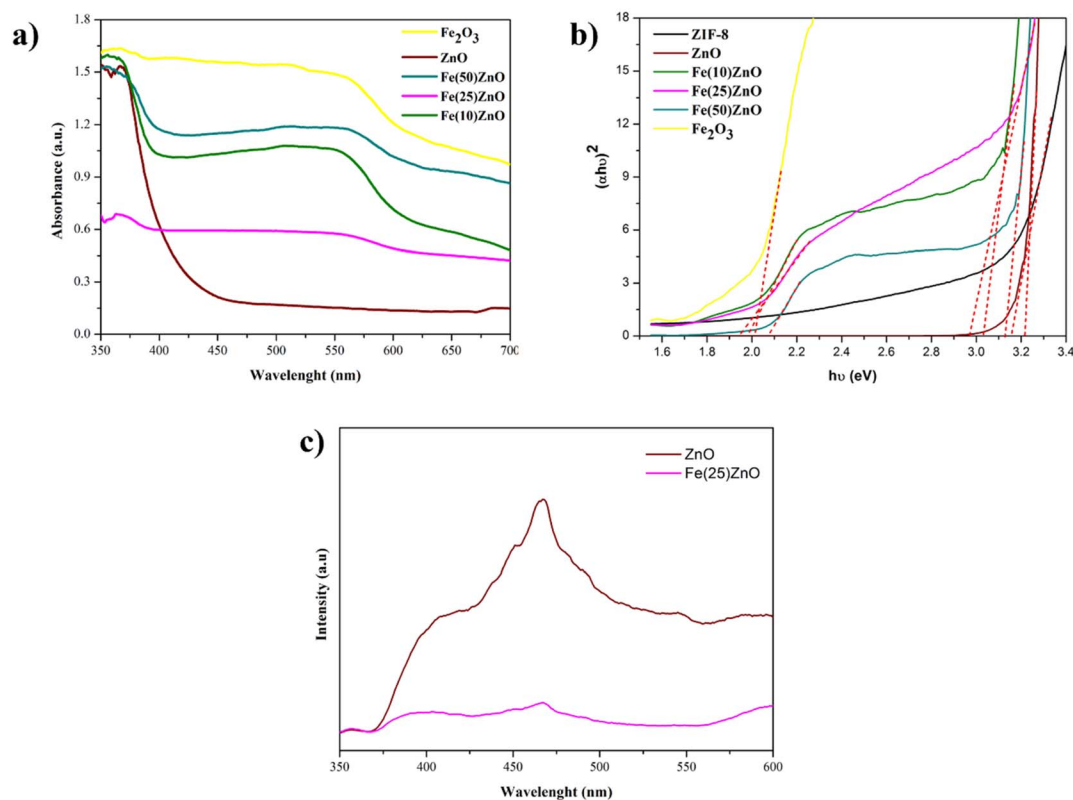 a)
1.8
1.5
1.2
0.9
0.6
0.3
0.0
Absorbance (a.u.)
Fe₂O₃
ZnO
Fe(50)ZnO
Fe(25)ZnO
Fe(10)ZnO
350 400 450 500 550 600 650 700
Wavelenght (nm)
b)
18
15
12
9
6
3
0
(αhυ)²
ZIF-8
ZnO
Fe(10)ZnO
Fe(25)ZnO
Fe(50)ZnO
Fe₂O₃
1.6 1.8 2.0 2.2 2.4 2.6 2.8 3.0 3.2 3.4
hυ (eV)
c)
Intensity (a.u)
ZnO
Fe(25)ZnO
350 400 450 500 550 600
Wavelenght (nm)